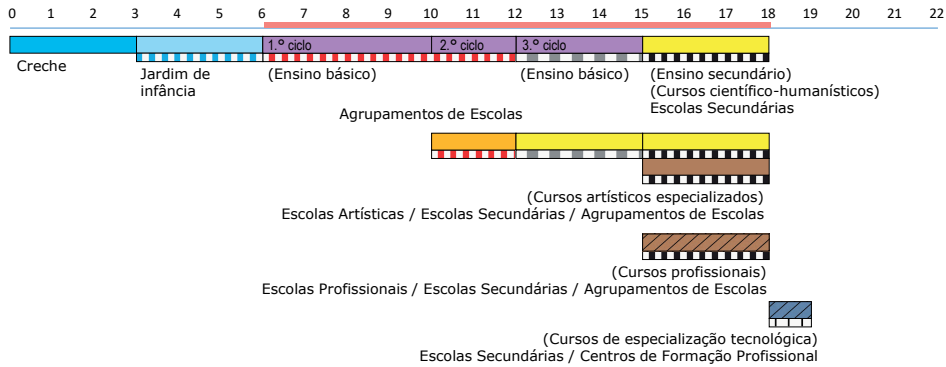 0 1 2 3 4 5 6 7 8 9 10 11 12 13 14 15 16 17 18 19 20 21 22
1.º ciclo 2.º ciclo 3.º ciclo
Creche
Jardim de
infância
(Ensino básico)
(Ensino básico)
(Ensino secundário)
(Cursos científico-humanísticos)
Escolas Secundárias
Agrupamentos de Escolas
(Cursos artísticos especializados)
Escolas Artísticas / Escolas Secundárias / Agrupamentos de Escolas
(Cursos profissionais)
Escolas Profissionais / Escolas Secundárias / Agrupamentos de Escolas
(Cursos de especialização tecnológica)
Escolas Secundárias / Centros de Formação Profissional